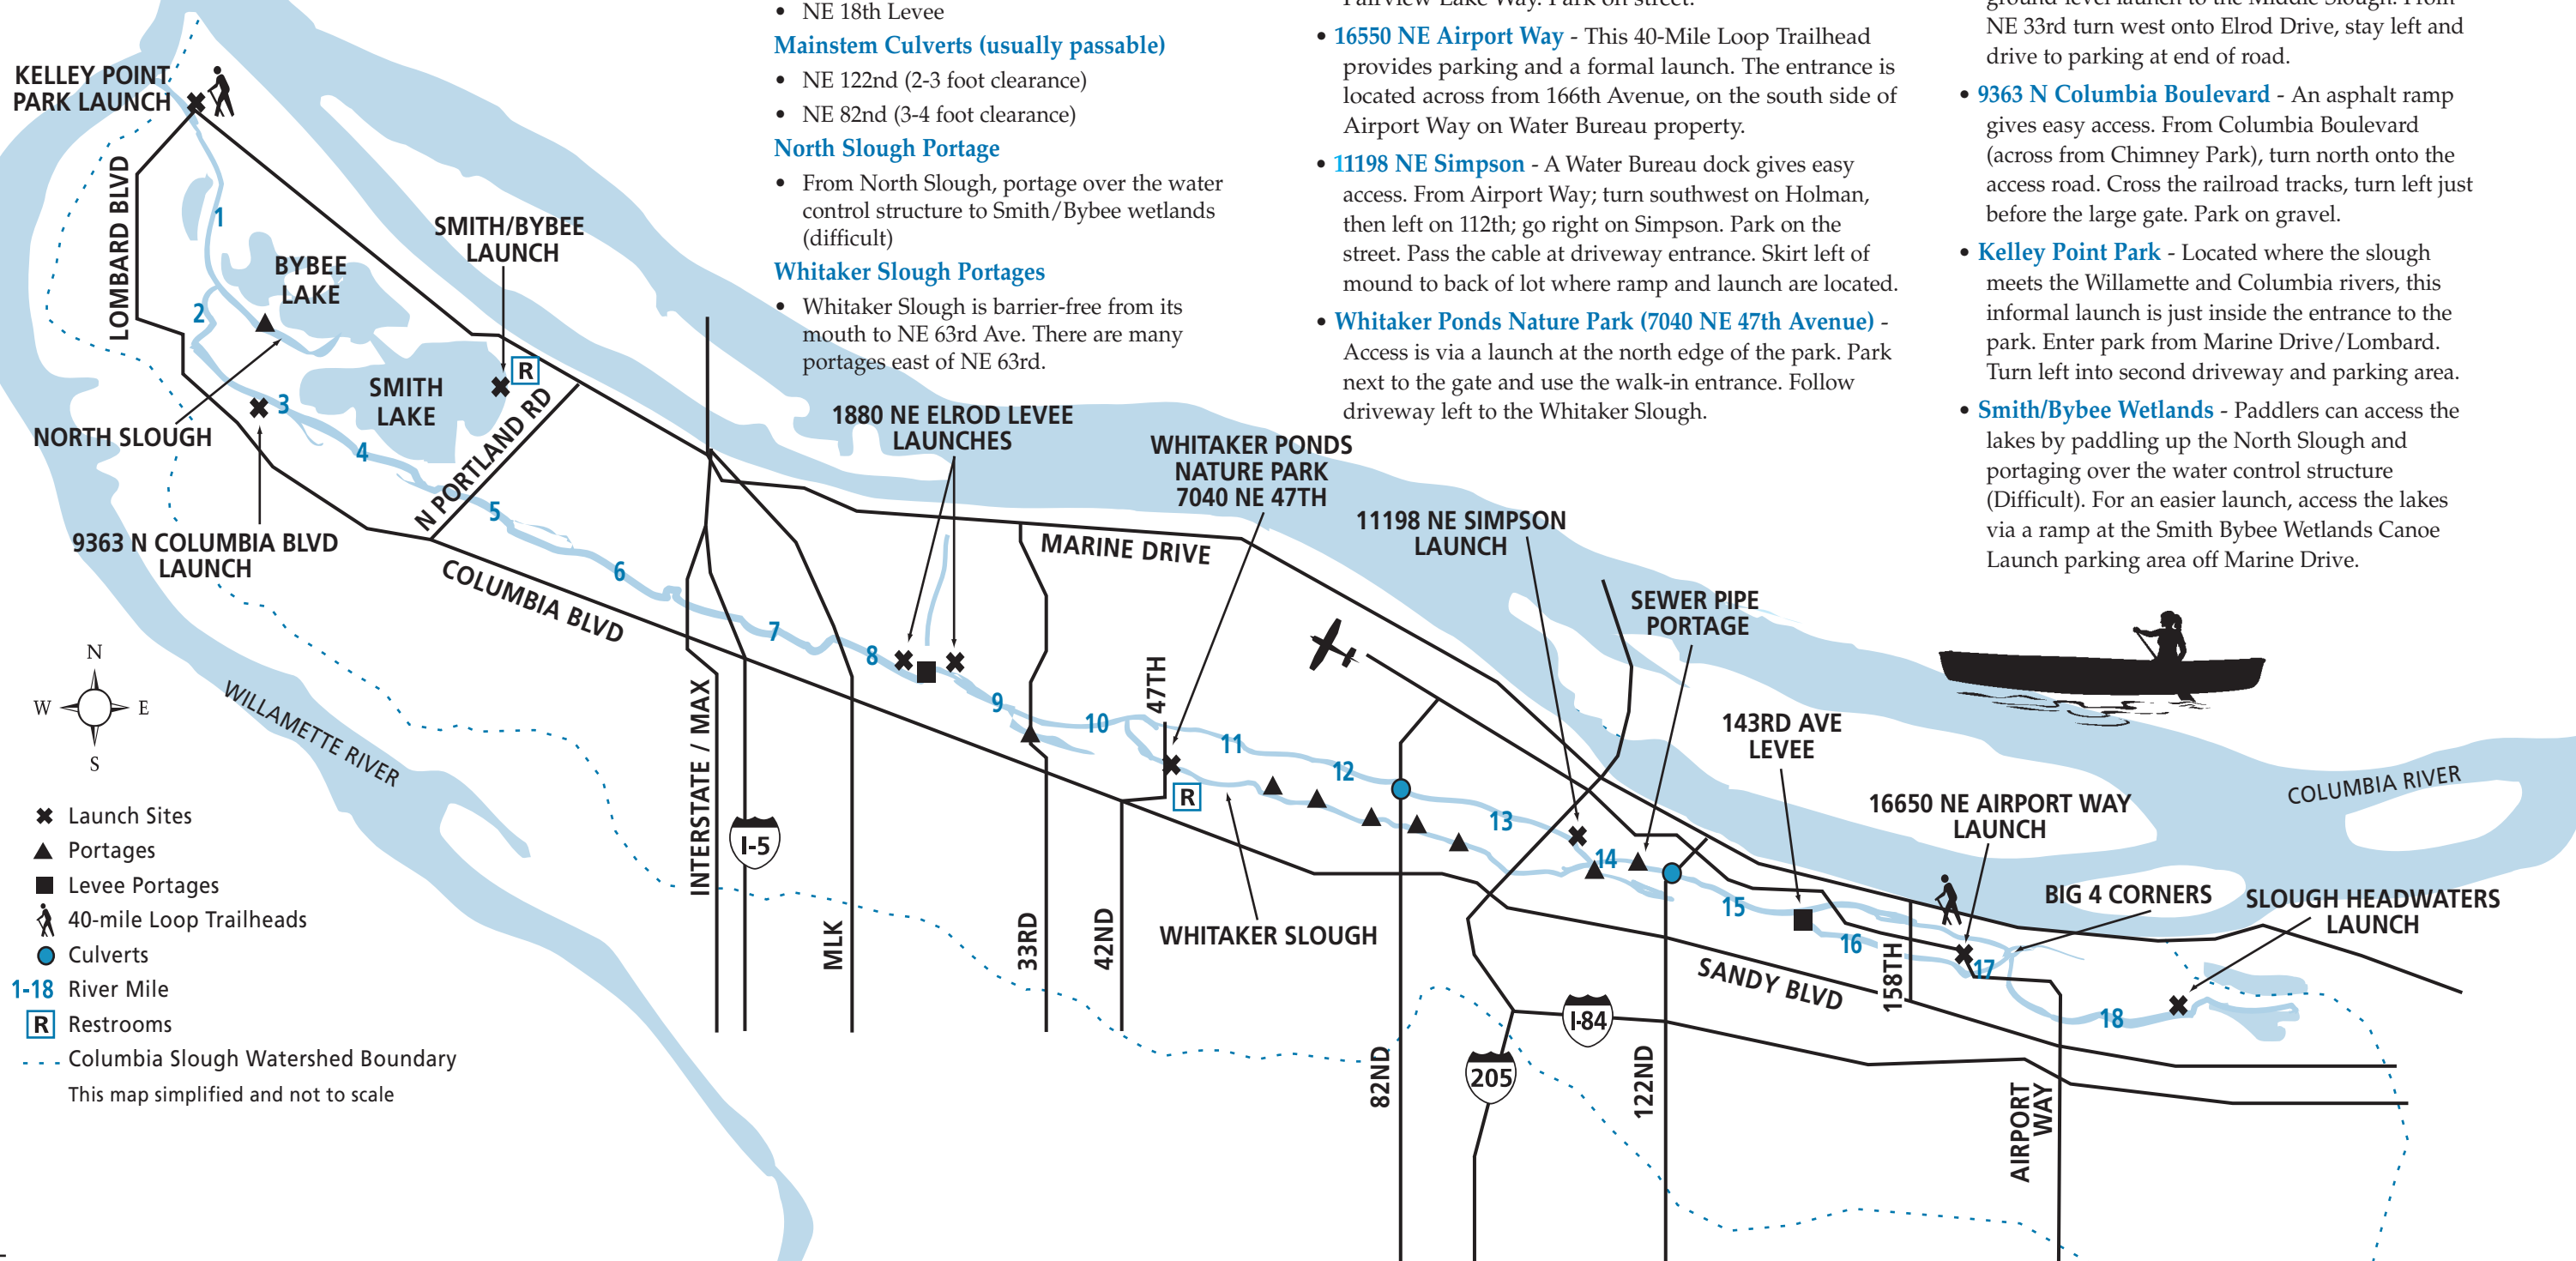 • NE 18th Levee
Mainstem Culverts (usually passable)
• NE 122nd (2-3 foot clearance)
• NE 82nd (3-4 foot clearance)
North Slough Portage
• From North Slough, portage over the water
control structure to Smith/Bybee wetlands
(difficult)
Whitaker Slough Portages
• Whitaker Slough is barrier-free from its
mouth to NE 63rd Ave. There are many
portages east of NE 63rd.
Fairview Lake Way. Park on street.
• 16550 NE Airport Way - This 40-Mile Loop Trailhead
provides parking and a formal launch. The entrance is
located across from 166th Avenue, on the south side of
Airport Way on Water Bureau property.
• 11198 NE Simpson - A Water Bureau dock gives easy
access. From Airport Way; turn southwest on Holman,
then left on 112th; go right on Simpson. Park on the
street. Pass the cable at driveway entrance. Skirt left of
mound to back of lot where ramp and launch are located.
• Whitaker Ponds Nature Park (7040 NE 47th Avenue) -
Access is via a launch at the north edge of the park. Park
next to the gate and use the walk-in entrance. Follow
driveway left to the Whitaker Slough.
ground-level launch to the Middle Slough. From
NE 33rd turn west onto Elrod Drive, stay left and
drive to parking at end of road.
• 9363 N Columbia Boulevard - An asphalt ramp
gives easy access. From Columbia Boulevard
(across from Chimney Park), turn north onto the
access road. Cross the railroad tracks, turn left just
before the large gate. Park on gravel.
• Kelley Point Park - Located where the slough
meets the Willamette and Columbia rivers, this
informal launch is just inside the entrance to the
park. Enter park from Marine Drive/Lombard.
Turn left into second driveway and parking area.
• Smith/Bybee Wetlands - Paddlers can access the
lakes by paddling up the North Slough and
portaging over the water control structure
(Difficult). For an easier launch, access the lakes
via a ramp at the Smith Bybee Wetlands Canoe
Launch parking area off Marine Drive.
KELLEY POINT
PARK LAUNCH
LOMBARD BLVD
1
BYBEE
LAKE
SMITH/BYBEE
LAUNCH
2
R
SMITH
LAKE
3
NORTH SLOUGH
4
N PORTLAND RD
5
9363 N COLUMBIA BLVD
LAUNCH
COLUMBIA BLVD
6
7
8
1880 NE ELROD LEVEE
LAUNCHES
9
MARINE DRIVE
WHITAKER PONDS
NATURE PARK
7040 NE 47TH
47TH
10
11
12
R
11198 NE SIMPSON
LAUNCH
SEWER PIPE
PORTAGE
13
14
143RD AVE
LEVEE
15
16
16650 NE AIRPORT WAY
LAUNCH
17
BIG 4 CORNERS
SLOUGH HEADWATERS
LAUNCH
18
COLUMBIA RIVER
WILLAMETTE RIVER
WHITAKER SLOUGH
INTERSTATE / MAX
I-5
MLK
33RD
42ND
82ND
205
I-84
122ND
SANDY BLVD
158TH
AIRPORT
WAY
N
W E
S
Launch Sites
Portages
Levee Portages
40-mile Loop Trailheads
Culverts
1-18 River Mile
R Restrooms
Columbia Slough Watershed Boundary
This map simplified and not to scale